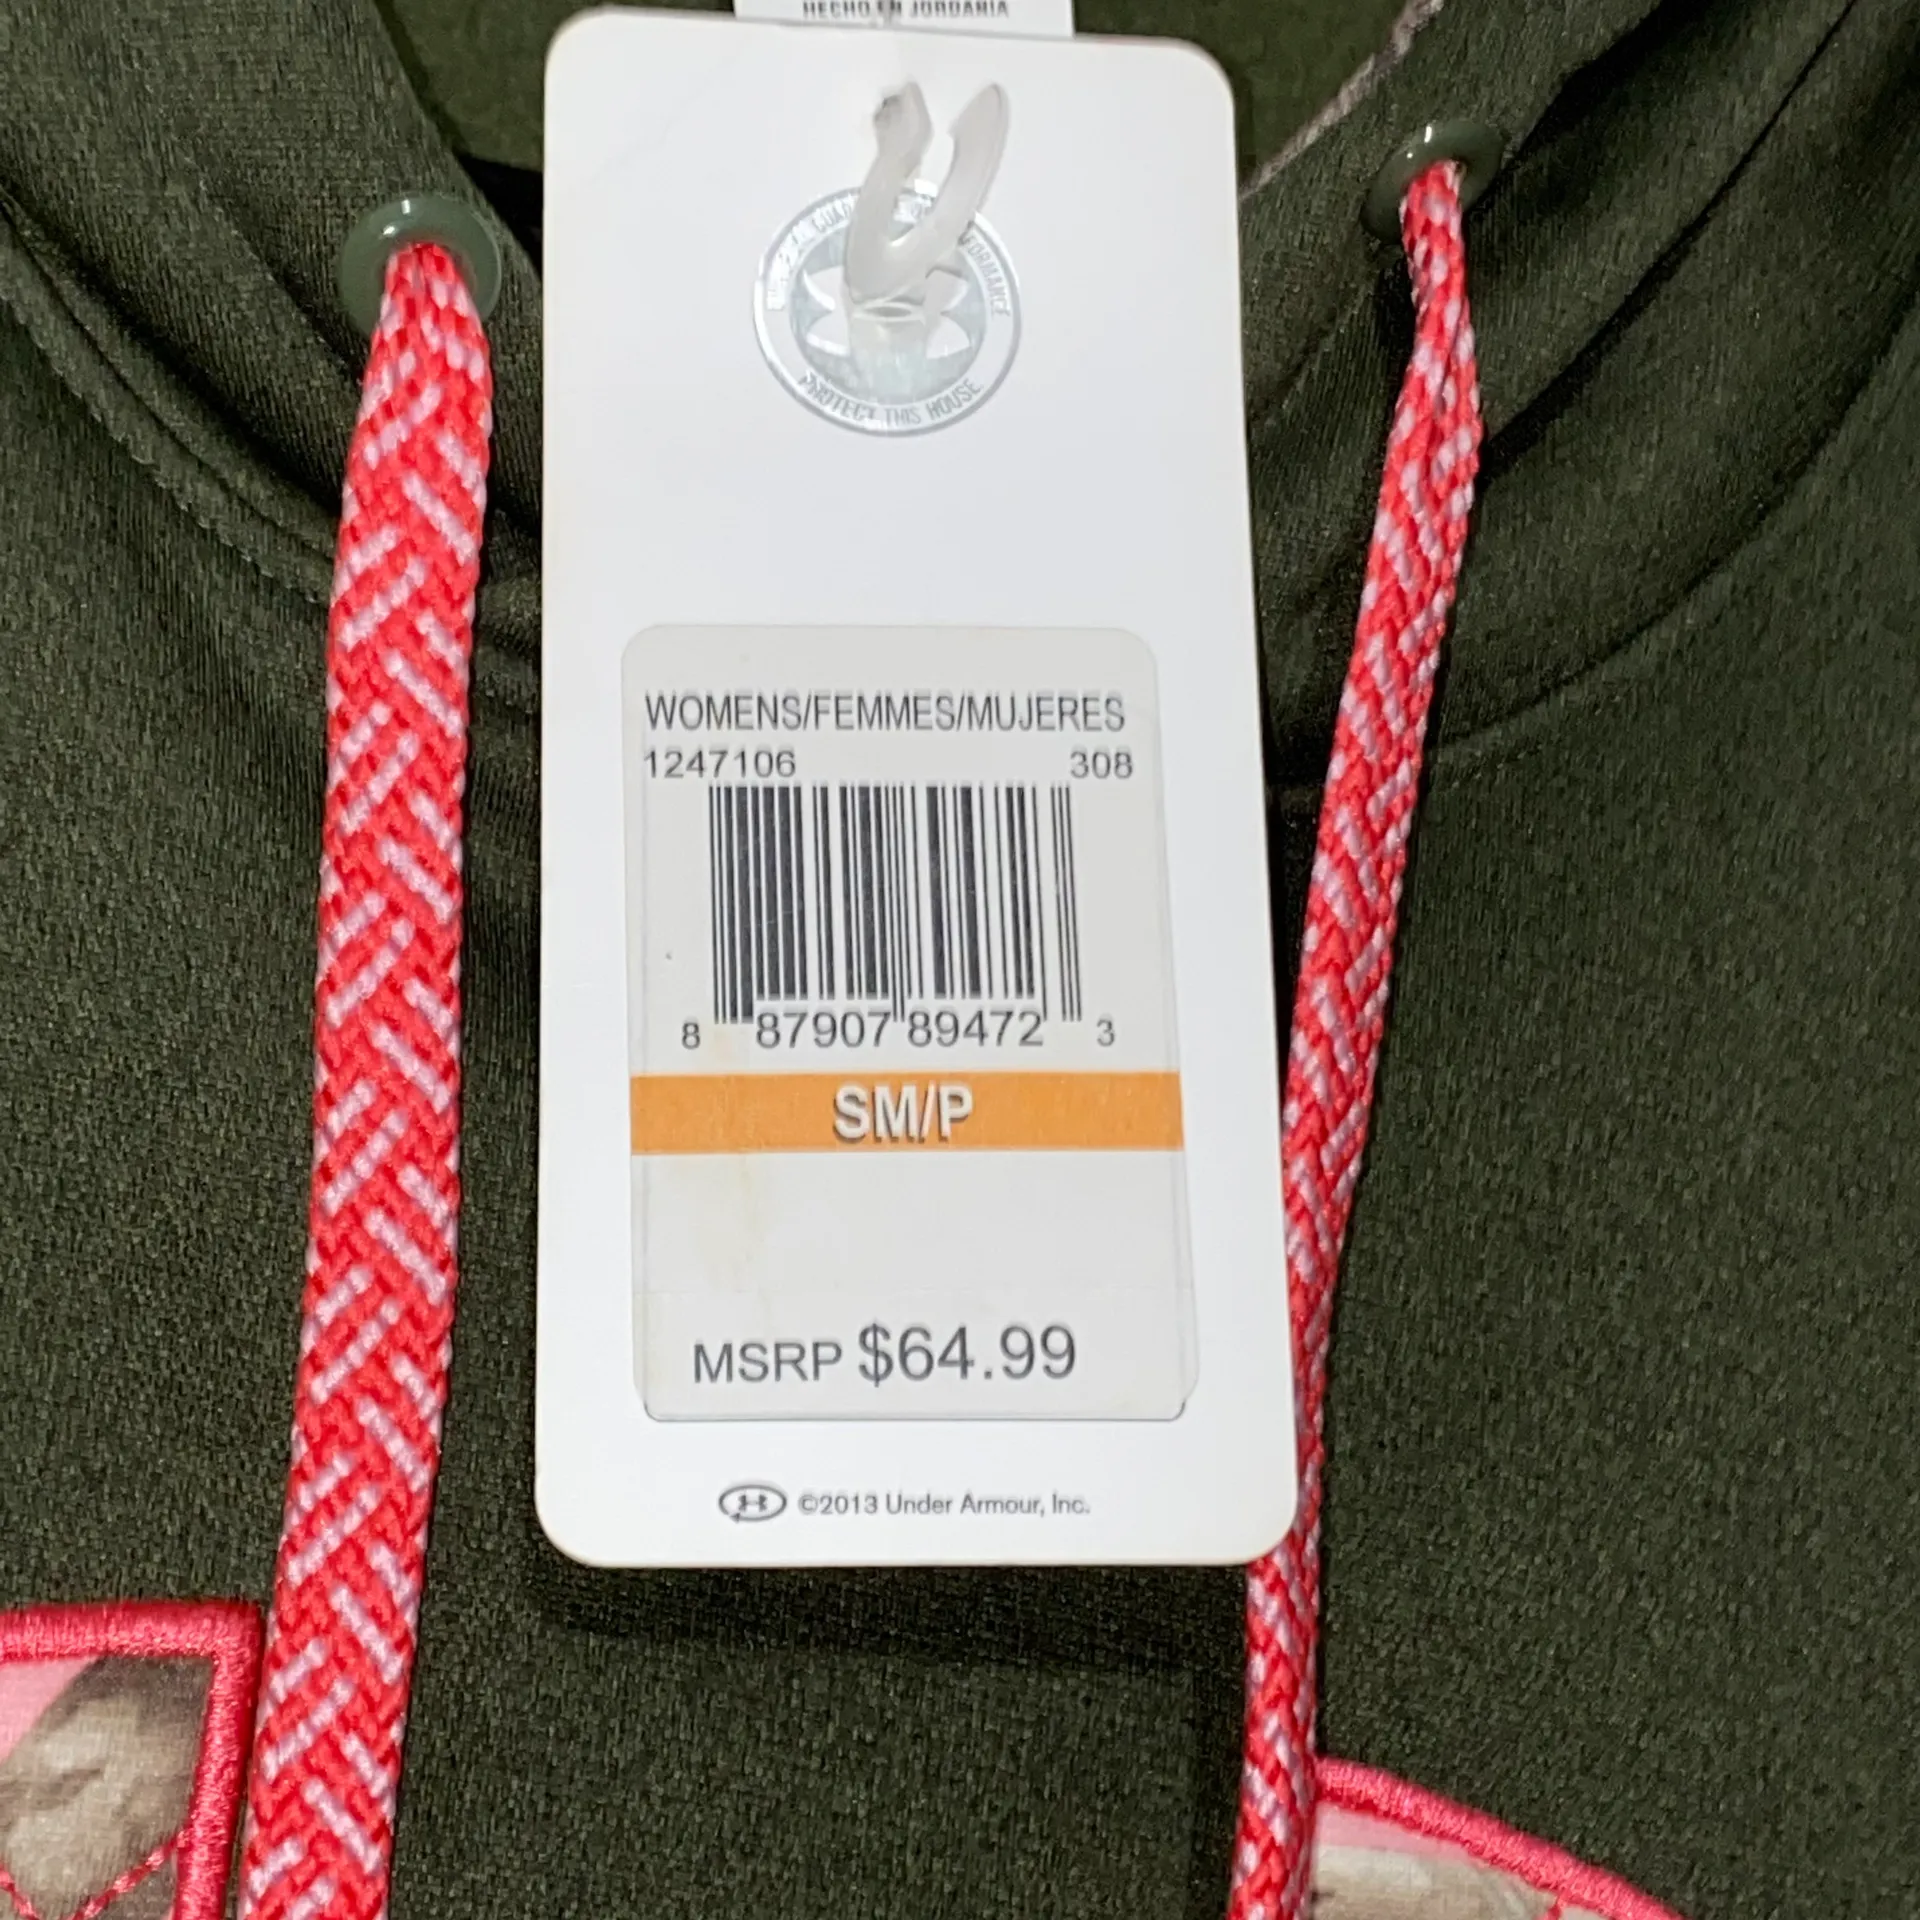 HECHO EN JORDANIA
PROTECT THIS HOUSE
WOMENS/FEMMES/MUJERES
1247106 308
8 87907 89472 3
SM/P
MSRP $64.99
©2013 Under Armour, Inc.